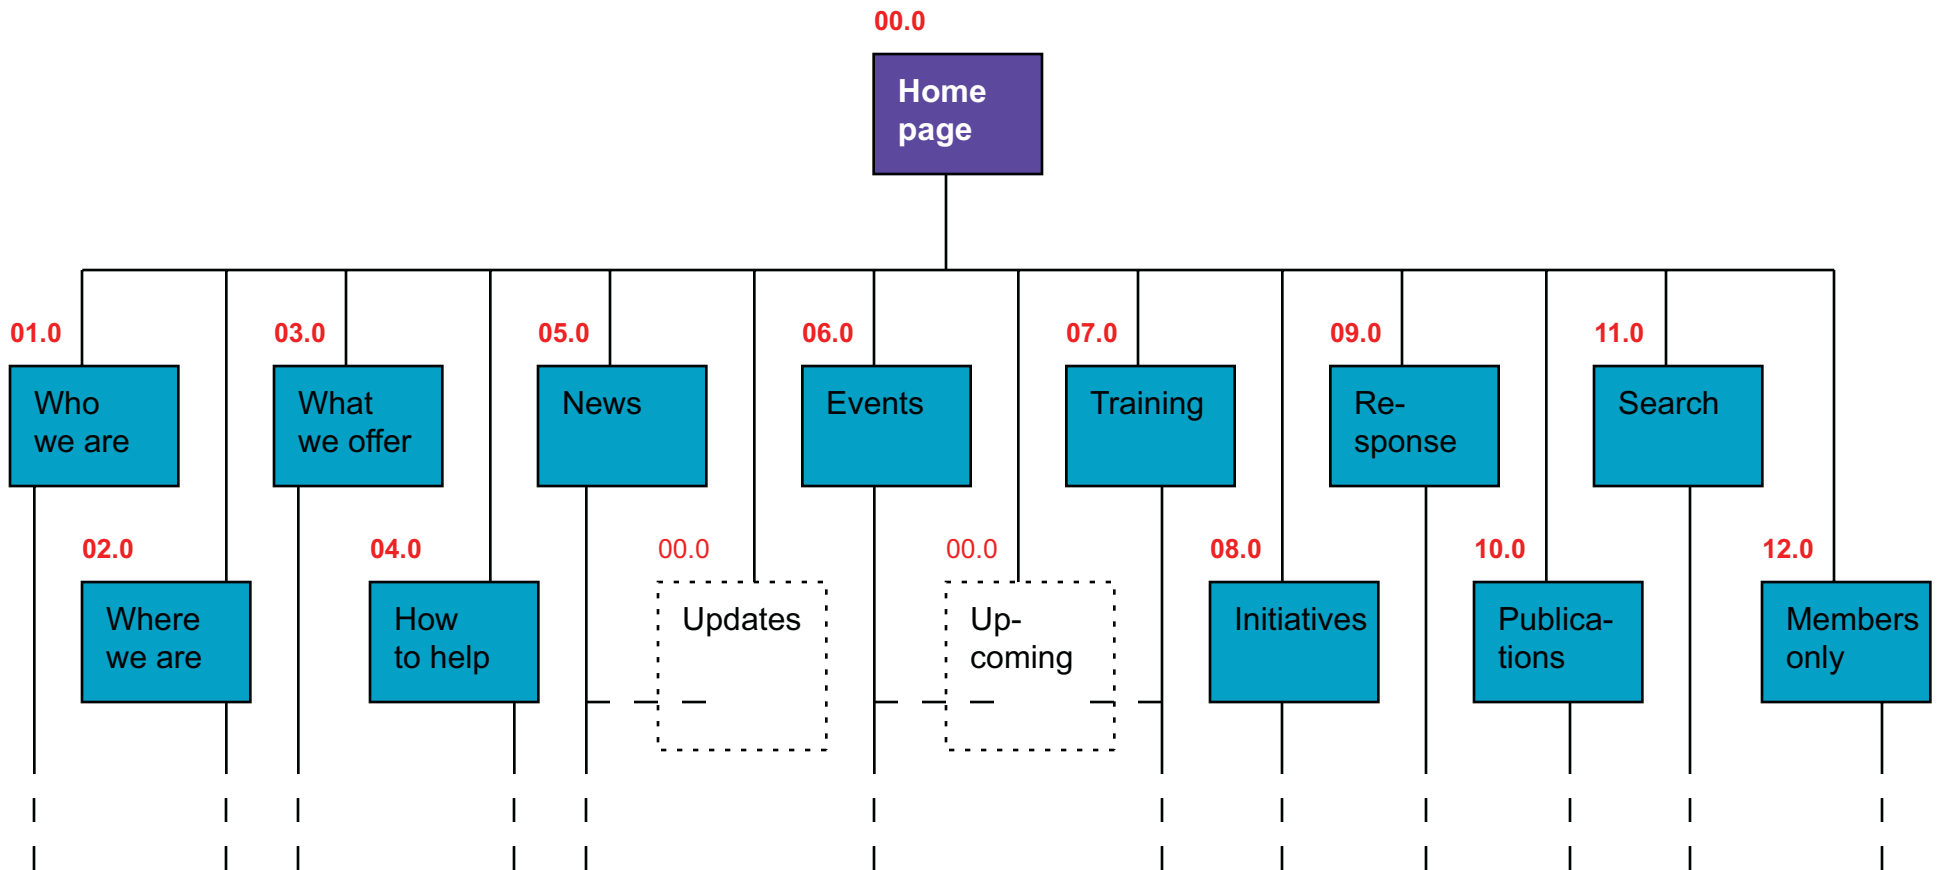 00.0
Home
page
01.0
Who
we are
03.0
What
we offer
05.0
News
06.0
Events
07.0
Training
09.0
Re-
sponse
11.0
Search
02.0
Where
we are
04.0
How
to help
00.0
Updates
00.0
Up-
coming
08.0
Initiatives
10.0
Publica-
tions
12.0
Members
only